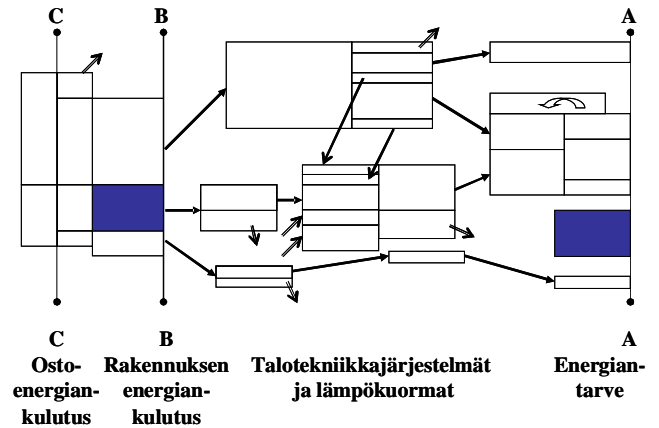 C B A
C B A
Osto- Rakennuksen Talotekniikkajärjestelmät Energian-
energian- energian- ja lämpökuormat tarve
kulutus kulutus